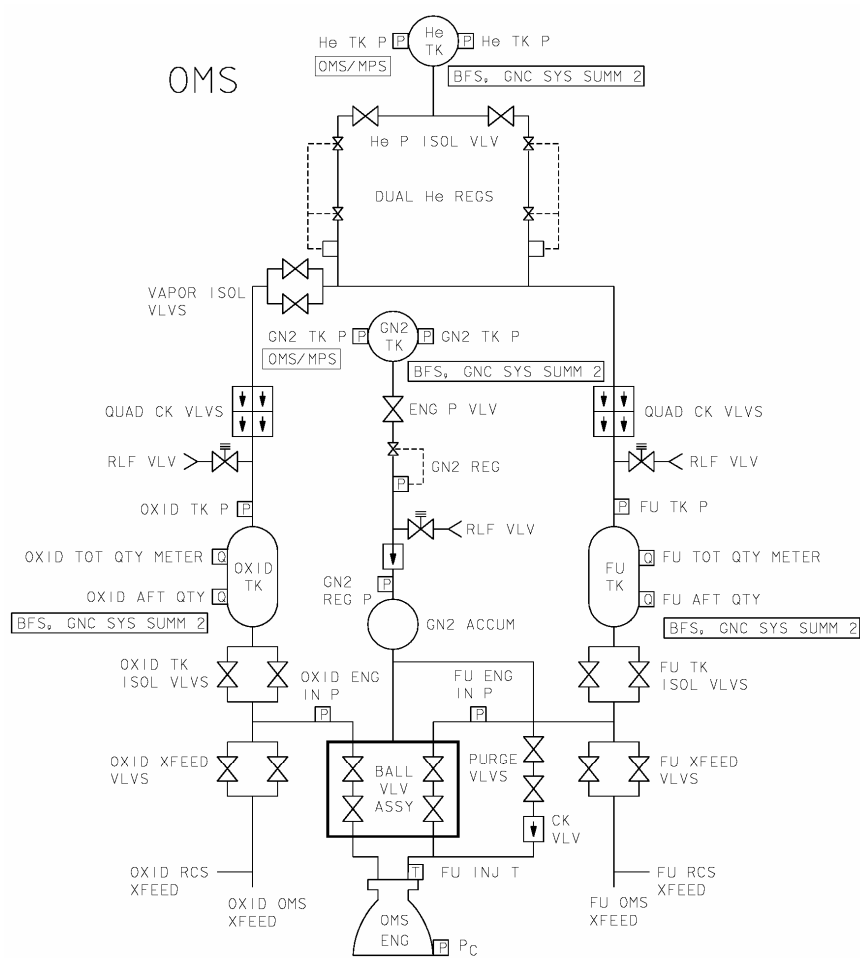 OMS
He TK P
P
He
TK
P
He TK P
OMS/MPS
BFS, GNC SYS SUMM 2
He P ISOL VLV
DUAL He REGS
VAPOR ISOL
VLVS
GN2 TK P
P
GN2
TK
P
GN2 TK P
OMS/MPS
BFS, GNC SYS SUMM 2
QUAD CK VLVS
ENG P VLV
QUAD CK VLVS
RLF VLV
GN2 REG
P
RLF VLV
OXID TK P
P
RLF VLV
P
FU TK P
OXID TOT QTY METER
Q
OXID
TK
OXID AFT QTY
Q
BFS, GNC SYS SUMM 2
GN2
REG P
P
GN2 ACCUM
FU
TK
Q
FU TOT QTY METER
Q
FU AFT QTY
BFS, GNC SYS SUMM 2
OXID TK
ISOL VLVS
OXID ENG
IN P
P
FU ENG
IN P
P
FU TK
ISOL VLVS
OXID XFEED
VLVS
BALL
VLV
ASSY
PURGE
VLVS
FU XFEED
VLVS
CK
VLV
OXID RCS
XFEED
OXID OMS
XFEED
T
FU INJ T
FU RCS
XFEED
FU OMS
XFEED
OMS
ENG
P
PC